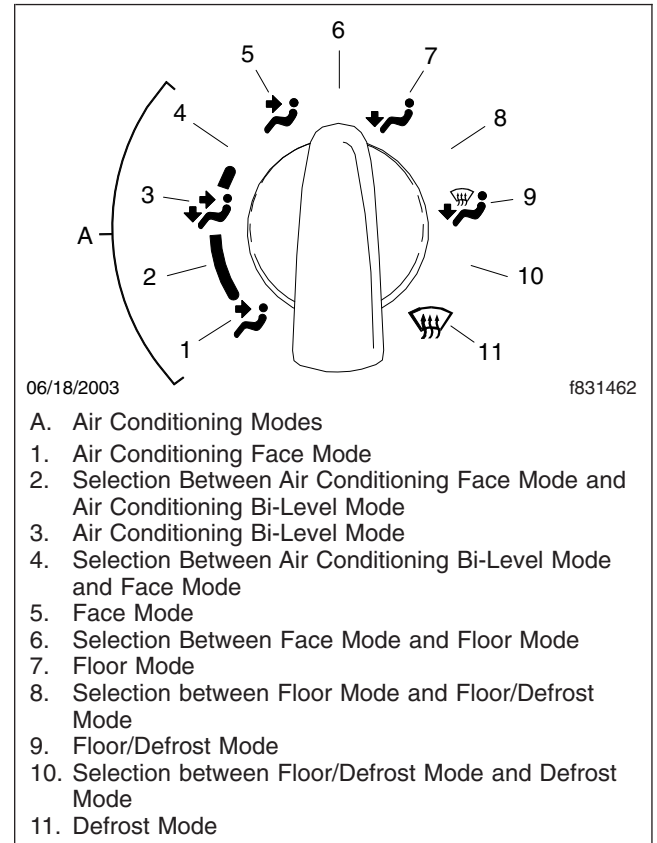 6
5
7
4
8
3
9
A
2
10
1
11
06/18/2003
f831462
A. Air Conditioning Modes
1. Air Conditioning Face Mode
2. Selection Between Air Conditioning Face Mode and
Air Conditioning Bi-Level Mode
3. Air Conditioning Bi-Level Mode
4. Selection Between Air Conditioning Bi-Level Mode
and Face Mode
5. Face Mode
6. Selection Between Face Mode and Floor Mode
7. Floor Mode
8. Selection between Floor Mode and Floor/Defrost
Mode
9. Floor/Defrost Mode
10. Selection between Floor/Defrost Mode and Defrost
Mode
11. Defrost Mode